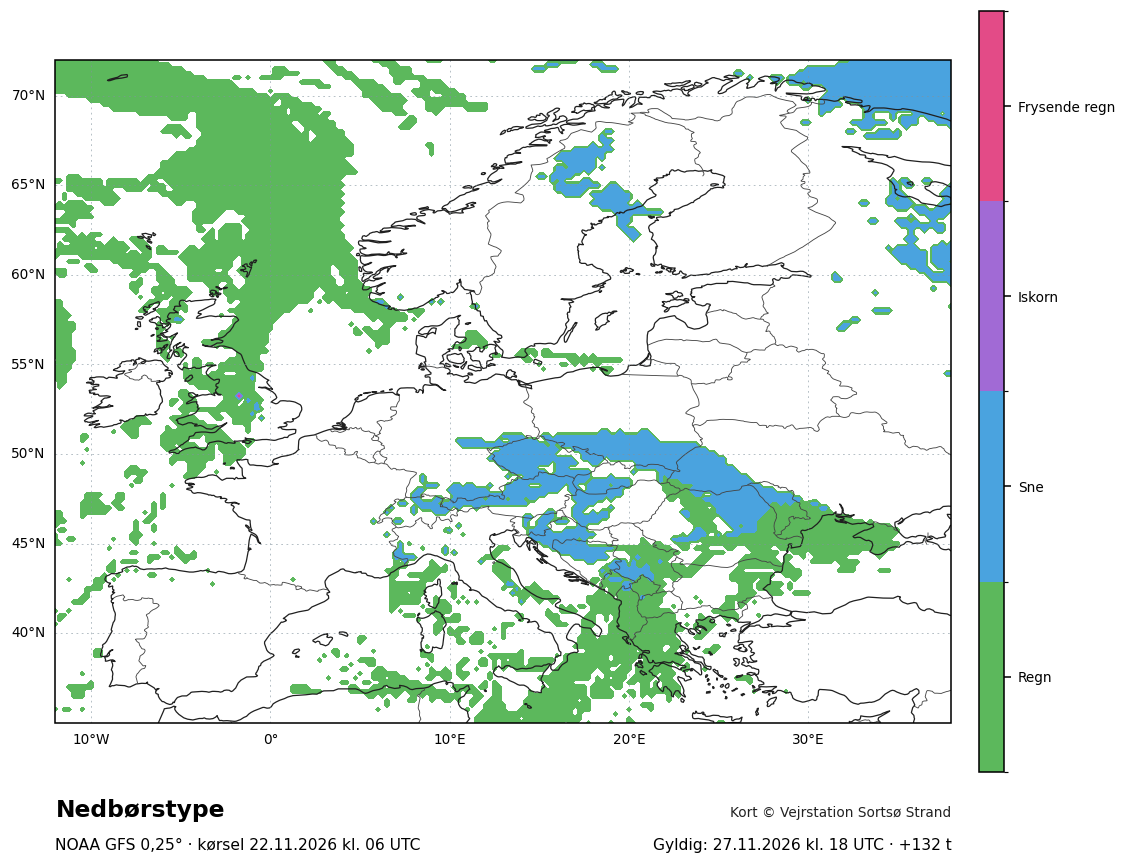 Frysende regn
Iskorn
Sne
Regn
70°N
65°N
60°N
55°N
50°N
45°N
40°N
10°W
0°
10°E
20°E
30°E
Nedbørstype
Kort © Vejrstation Sortsø Strand
NOAA GFS 0,25° · kørsel 22.11.2026 kl. 06 UTC
Gyldig: 27.11.2026 kl. 18 UTC · +132 t